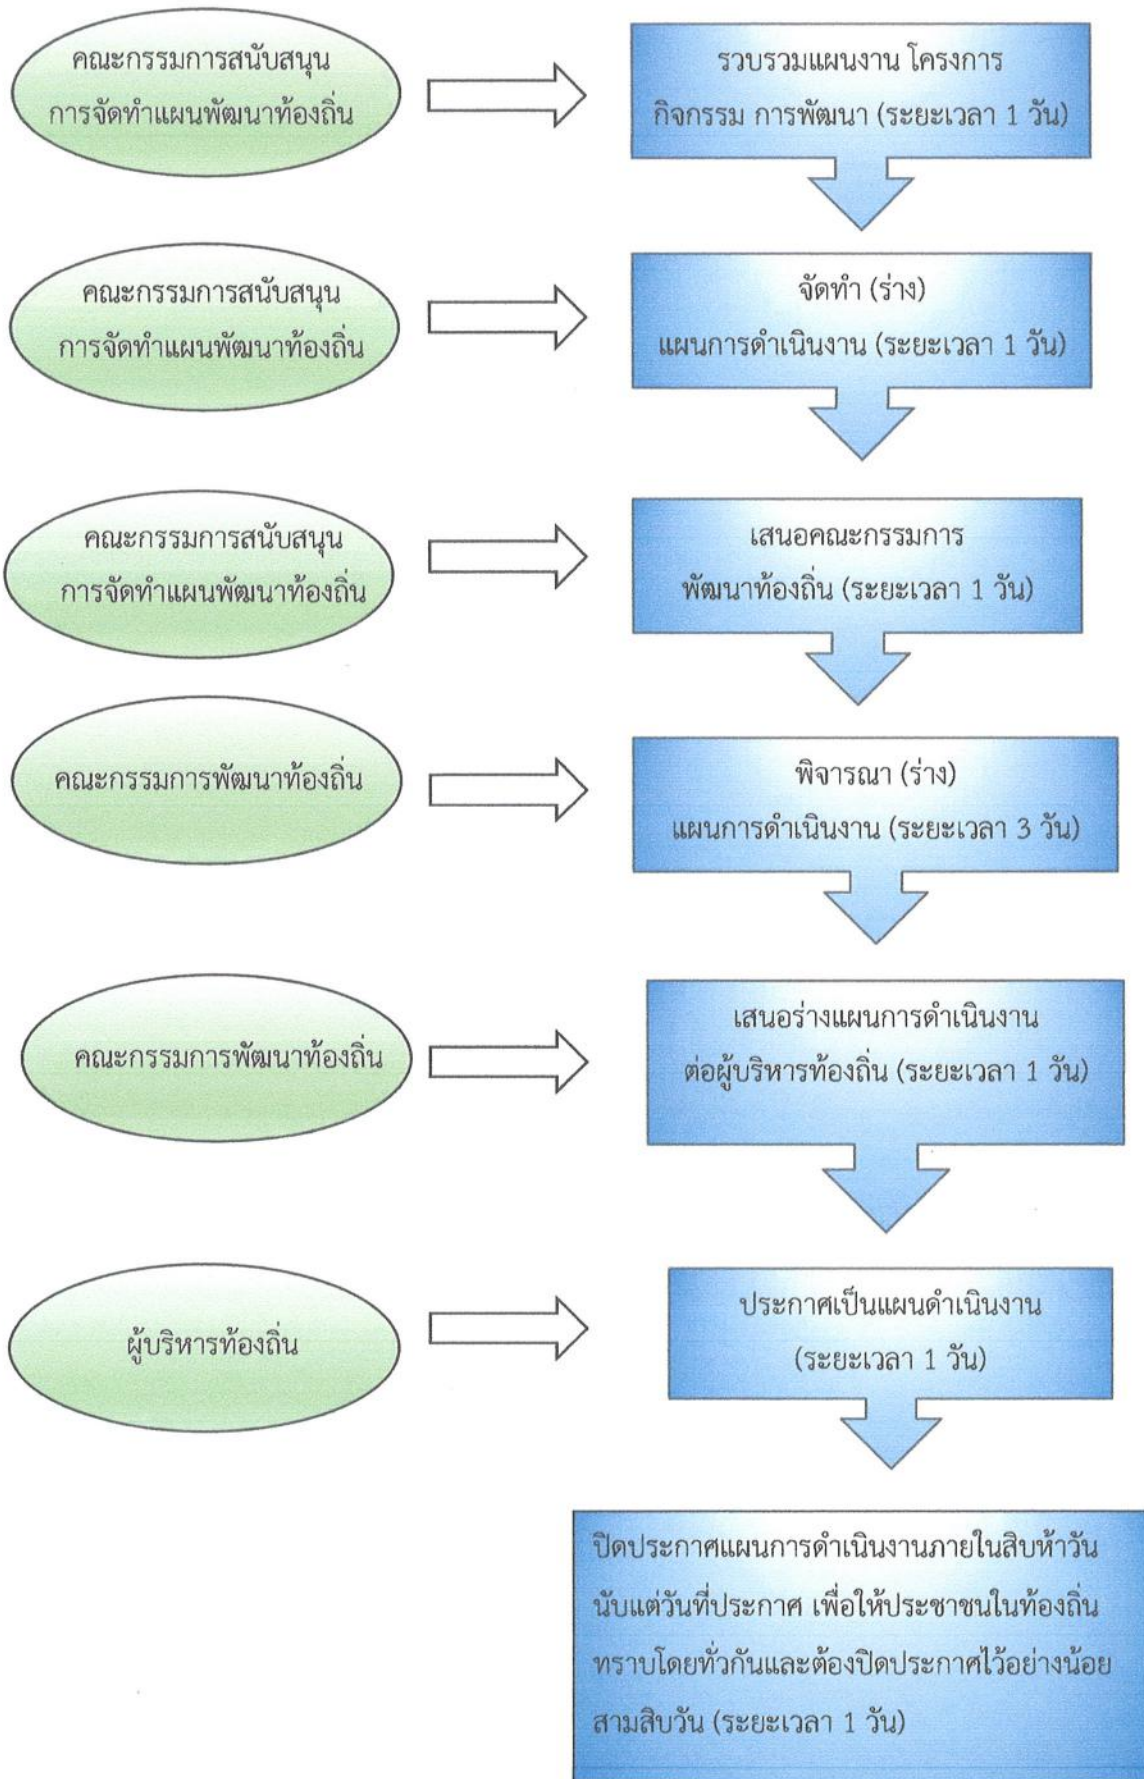 คณะกรรมการสนับสนุน
การจัดทำแผนพัฒนาท้องถิ่น
รวบรวมแผนงาน โครงการ
กิจกรรม การพัฒนา (ระยะเวลา 1 วัน)
คณะกรรมการสนับสนุน
การจัดทำแผนพัฒนาท้องถิ่น
จัดทำ (ร่าง)
แผนการดำเนินงาน (ระยะเวลา 1 วัน)
คณะกรรมการสนับสนุน
การจัดทำแผนพัฒนาท้องถิ่น
เสนอคณะกรรมการ
พัฒนาท้องถิ่น (ระยะเวลา 1 วัน)
คณะกรรมการพัฒนาท้องถิ่น
พิจารณา (ร่าง)
แผนการดำเนินงาน (ระยะเวลา 3 วัน)
คณะกรรมการพัฒนาท้องถิ่น
เสนอร่างแผนการดำเนินงาน
ต่อผู้บริหารท้องถิ่น (ระยะเวลา 1 วัน)
ผู้บริหารท้องถิ่น
ประกาศเป็นแผนดำเนินงาน
(ระยะเวลา 1 วัน)
ปิดประกาศแผนการดำเนินงานภายในสิบห้าวัน
นับแต่วันที่ประกาศ เพื่อให้ประชาชนในท้องถิ่น
ทราบโดยทั่วกันและต้องปิดประกาศไว้อย่างน้อย
สามสิบวัน (ระยะเวลา 1 วัน)